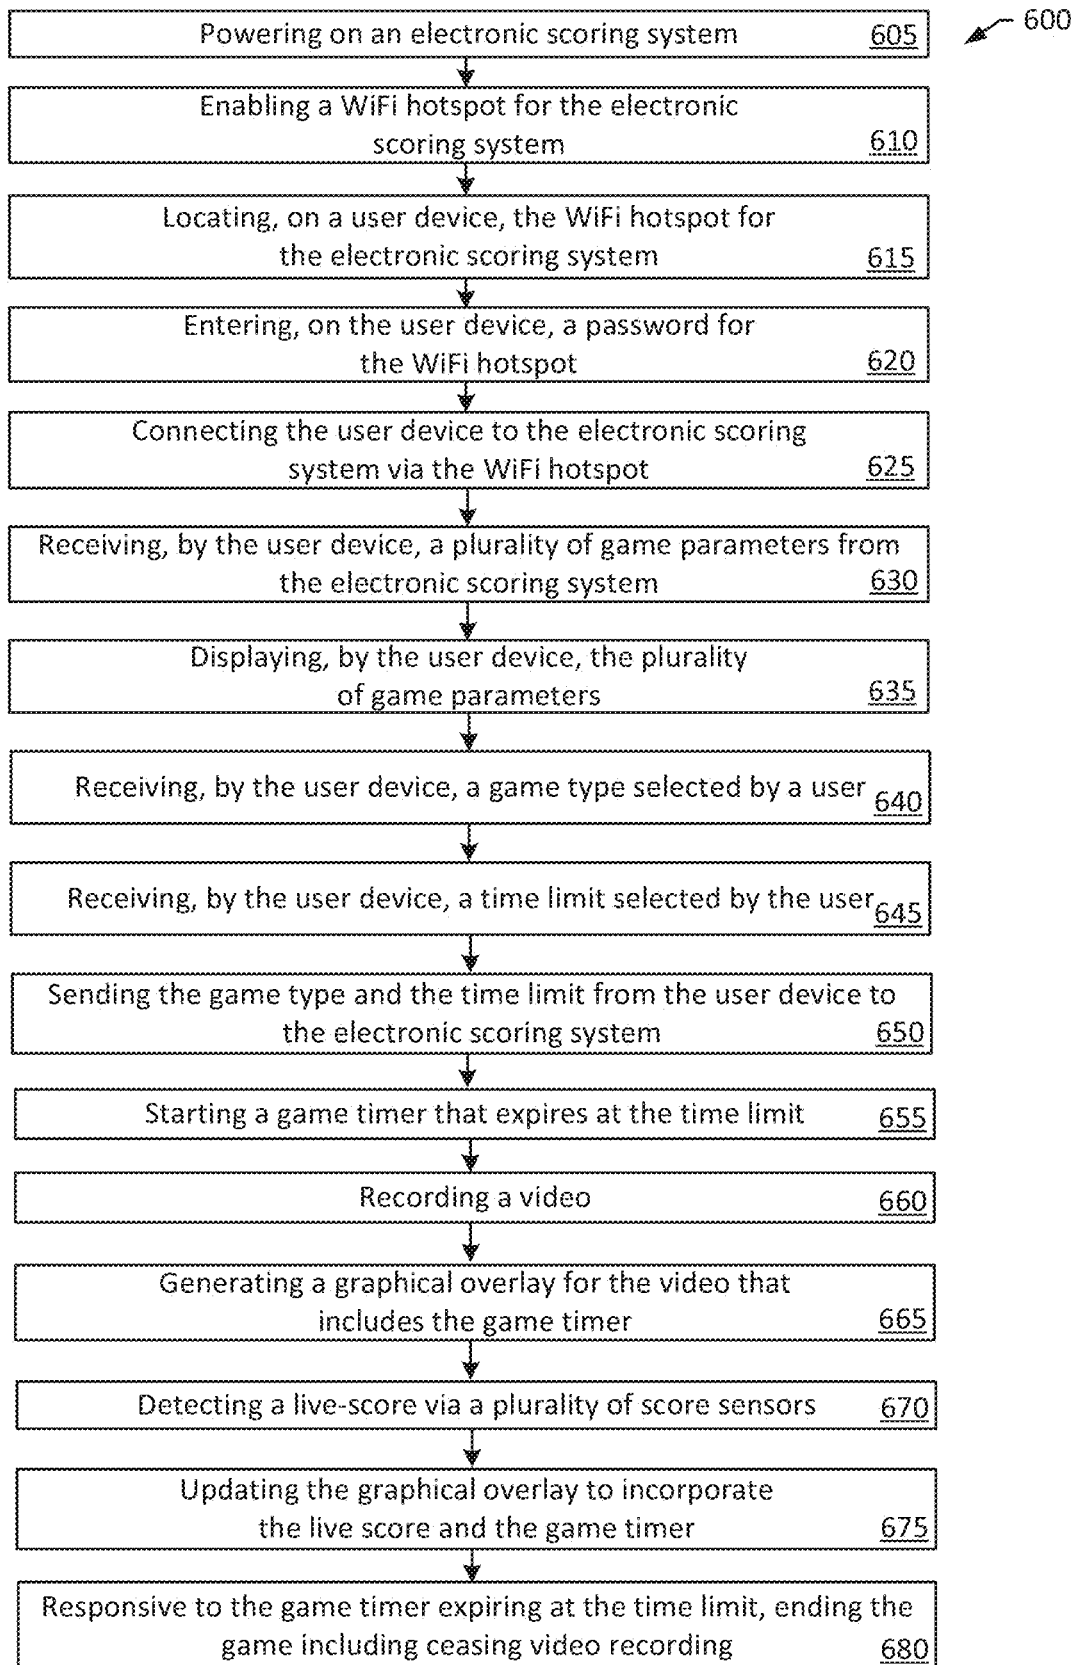 600
Powering on an electronic scoring system 605
Enabling a WiFi hotspot for the electronic
scoring system 610
Locating, on a user device, the WiFi hotspot for
the electronic scoring system 615
Entering, on the user device, a password for
the WiFi hotspot 620
Connecting the user device to the electronic scoring
system via the WiFi hotspot 625
Receiving, by the user device, a plurality of game parameters from
the electronic scoring system 630
Displaying, by the user device, the plurality
of game parameters 635
Receiving, by the user device, a game type selected by a user 640
Receiving, by the user device, a time limit selected by the user 645
Sending the game type and the time limit from the user device to
the electronic scoring system 650
Starting a game timer that expires at the time limit 655
Recording a video 660
Generating a graphical overlay for the video that
includes the game timer 665
Detecting a live-score via a plurality of score sensors 670
Updating the graphical overlay to incorporate
the live score and the game timer 675
Responsive to the game timer expiring at the time limit, ending the
game including ceasing video recording 680